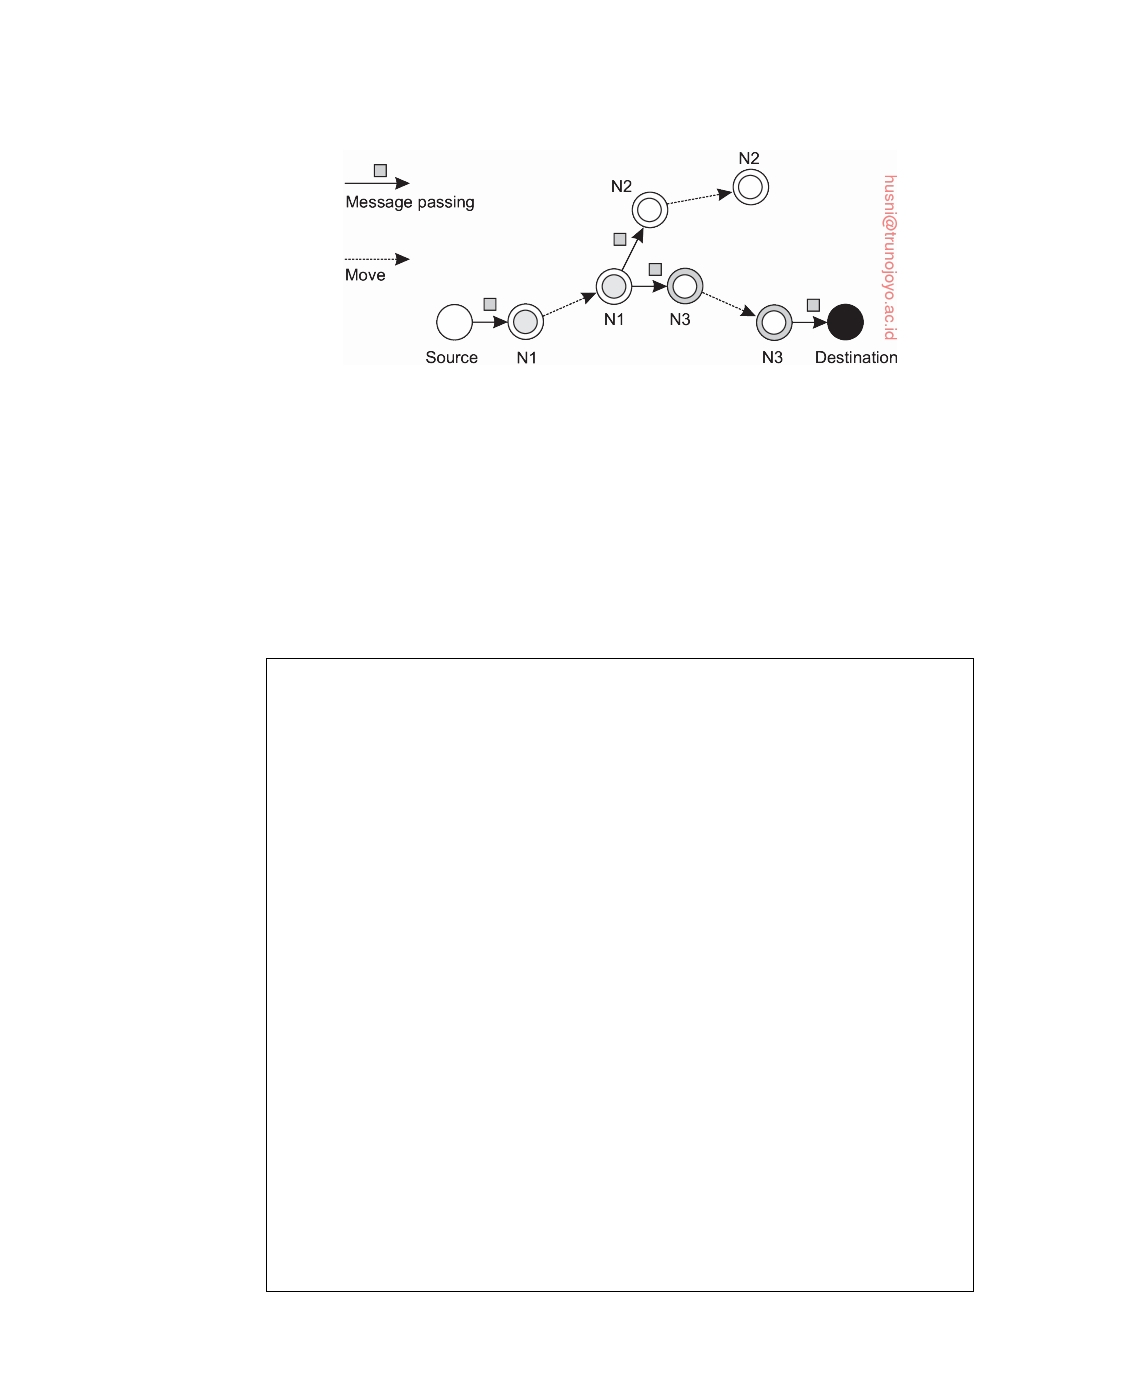 N2
N2
Message passing
Move
N1
N3
Source
N1
N3
Destination
husni@trunojoyo.ac.id